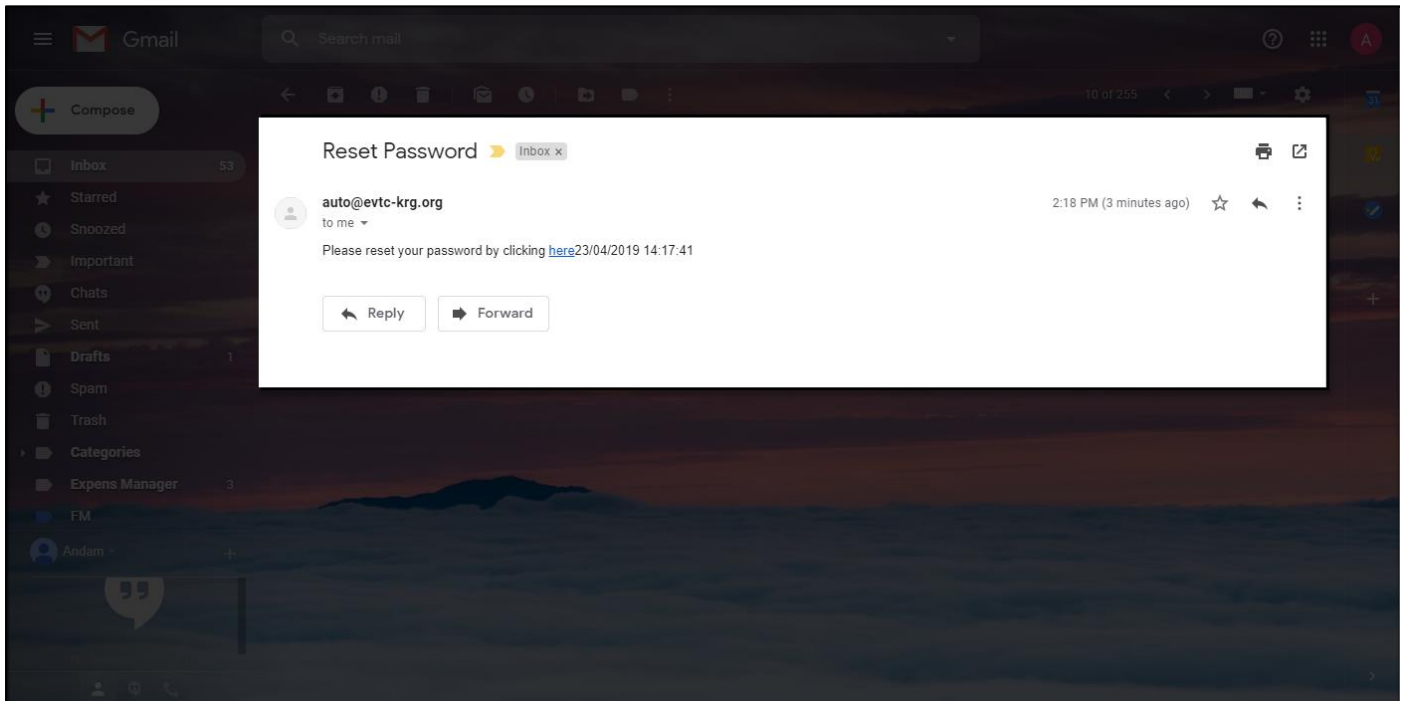 Gmail
Search mail
A
Compose
10 of 255
31
Reset Password Inbox x
Inbox 53
auto@evtc-krg.org 2:18 PM (3 minutes ago)
Starred
to me
Snoozed
Please reset your password by clicking here23/04/2019 14:17:41
Important
Chats
Reply Forward
Sent
Drafts 1
Spam
Trash
Categories
Expens Manager 3
FM
Andam